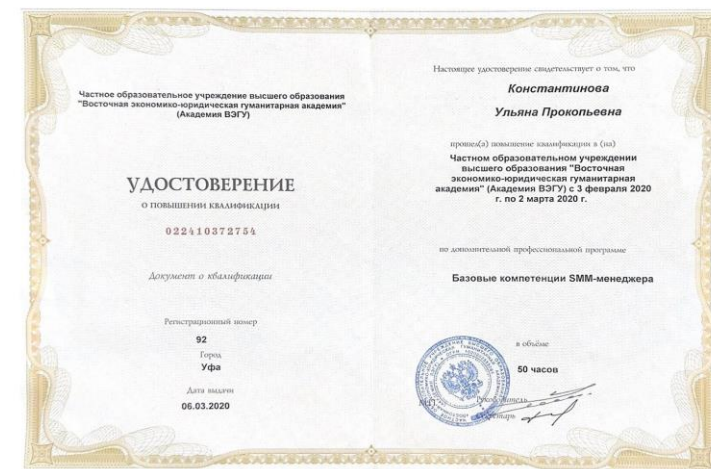 Частное образовательное учреждение высшего образования
"Восточная экономико-юридическая гуманитарная академия"
(Академия ВЭГУ)
УДОСТОВЕРЕНИЕ
О ПОВЫШЕНИИ КВАЛИФИКАЦИИ
022410372754
Документ о квалификации
Регистрационный номер
92
Город
Уфа
Дата выдачи
06.03.2020
Настоящее удостоверение свидетельствует о том, что
Константинова
Ульяна Прокопьевна
прошел(а) повышение квалификации в (на)
Частном образовательном учреждении
высшего образования "Восточная
экономико-юридическая гуманитарная
академия" (Академия ВЭГУ) с 3 февраля 2020
г. по 2 марта 2020 г.
по дополнительной профессиональной программе
Базовые компетенции SMM-менеджера
в объёме
50 часов
Руководитель
Секретарь